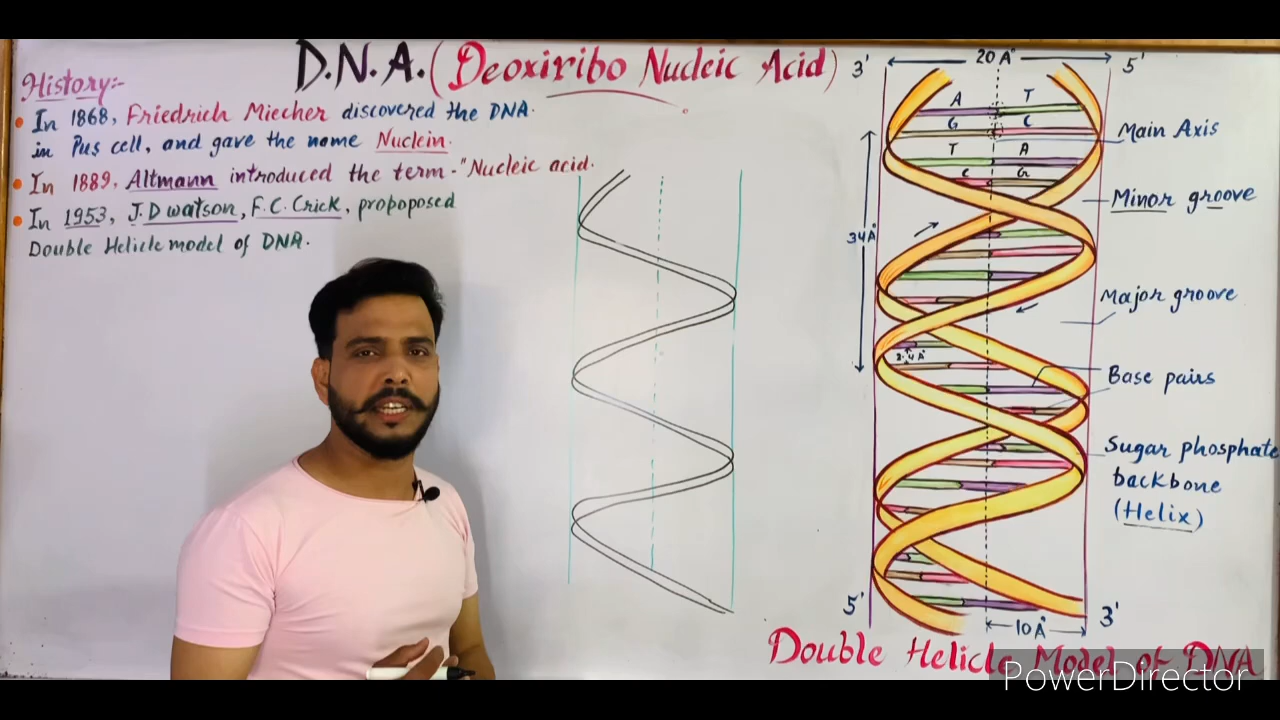 D.N.A. (Deoxiribo Nucleic Acid)
History:-
In 1868, Friedrich Miecher discovered the DNA.
in Pus cell, and gave the name Nuclein.
In 1889, Altmann introduced the term - "Nucleic acid.
In 1953, J.D watson, F.C. Crick, propoposed
Double Helicle model of DNA.
3' 20 A° 5'
A T
G C
T A
C G
Main Axis
Minor groove
34A°
Major groove
3.4 A°
Base pairs
Sugar phosphate
backbone
(Helix)
5' 10 A° 3'
Double Helicle Model of DNA
PowerDirector